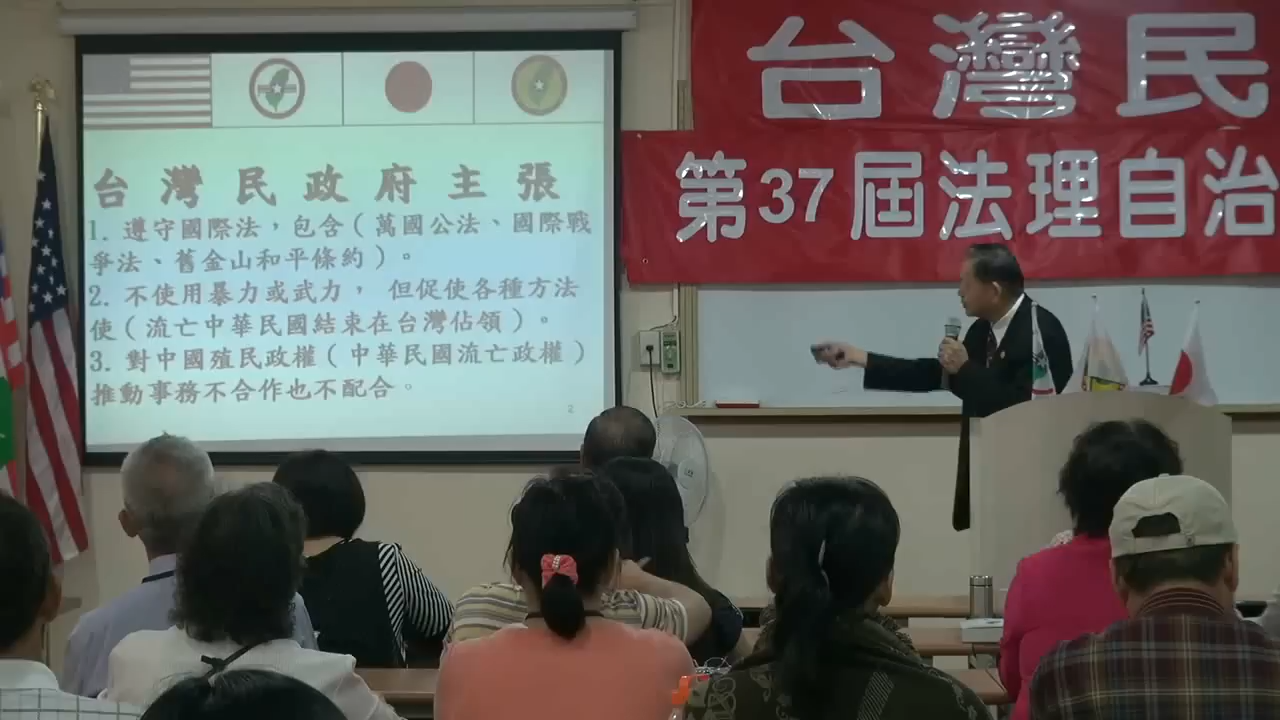 台灣民
第37屆法理自治
台灣民政府主張
1. 遵守國際法，包含（萬國公法、國際戰
爭法、舊金山和平條約）。
2. 不使用暴力或武力， 但促使各種方法
使（流亡中華民國結束在台灣佔領）。
3. 對中國殖民政權（中華民國流亡政權）
推動事務不合作也不配合。
2